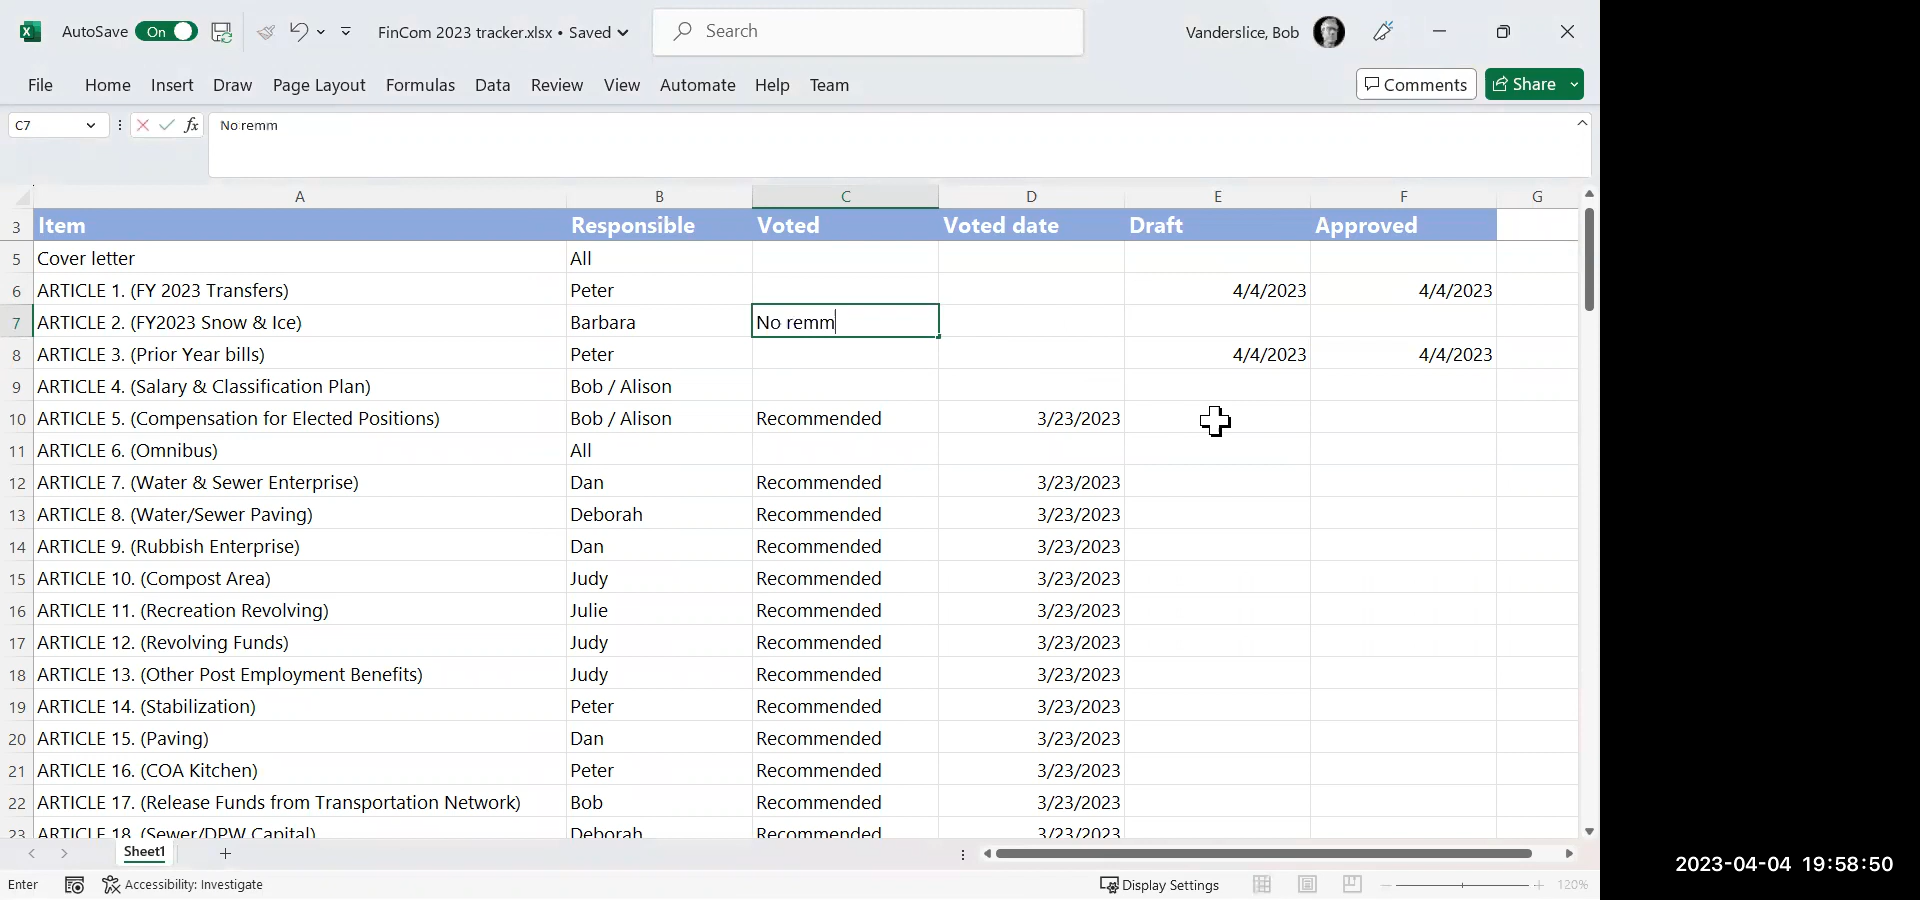 AutoSave On FinCom 2023 tracker.xlsx • Saved Search Vanderslice, Bob
File Home Insert Draw Page Layout Formulas Data Review View Automate Help Team Comments Share
C7 fx No remm
A B C D E F G
3 Item Responsible Voted Voted date Draft Approved
5 Cover letter All
6 ARTICLE 1. (FY 2023 Transfers) Peter 4/4/2023 4/4/2023
7 ARTICLE 2. (FY2023 Snow & Ice) Barbara No remm
8 ARTICLE 3. (Prior Year bills) Peter 4/4/2023 4/4/2023
9 ARTICLE 4. (Salary & Classification Plan) Bob / Alison
10 ARTICLE 5. (Compensation for Elected Positions) Bob / Alison Recommended 3/23/2023
11 ARTICLE 6. (Omnibus) All
12 ARTICLE 7. (Water & Sewer Enterprise) Dan Recommended 3/23/2023
13 ARTICLE 8. (Water/Sewer Paving) Deborah Recommended 3/23/2023
14 ARTICLE 9. (Rubbish Enterprise) Dan Recommended 3/23/2023
15 ARTICLE 10. (Compost Area) Judy Recommended 3/23/2023
16 ARTICLE 11. (Recreation Revolving) Julie Recommended 3/23/2023
17 ARTICLE 12. (Revolving Funds) Judy Recommended 3/23/2023
18 ARTICLE 13. (Other Post Employment Benefits) Judy Recommended 3/23/2023
19 ARTICLE 14. (Stabilization) Peter Recommended 3/23/2023
20 ARTICLE 15. (Paving) Dan Recommended 3/23/2023
21 ARTICLE 16. (COA Kitchen) Peter Recommended 3/23/2023
22 ARTICLE 17. (Release Funds from Transportation Network) Bob Recommended 3/23/2023
23 ARTICLE 18. (Sewer/DPW Capital) Deborah Recommended 3/23/2023
Sheet1
2023-04-04 19:58:50
Enter Accessibility: Investigate Display Settings 120%